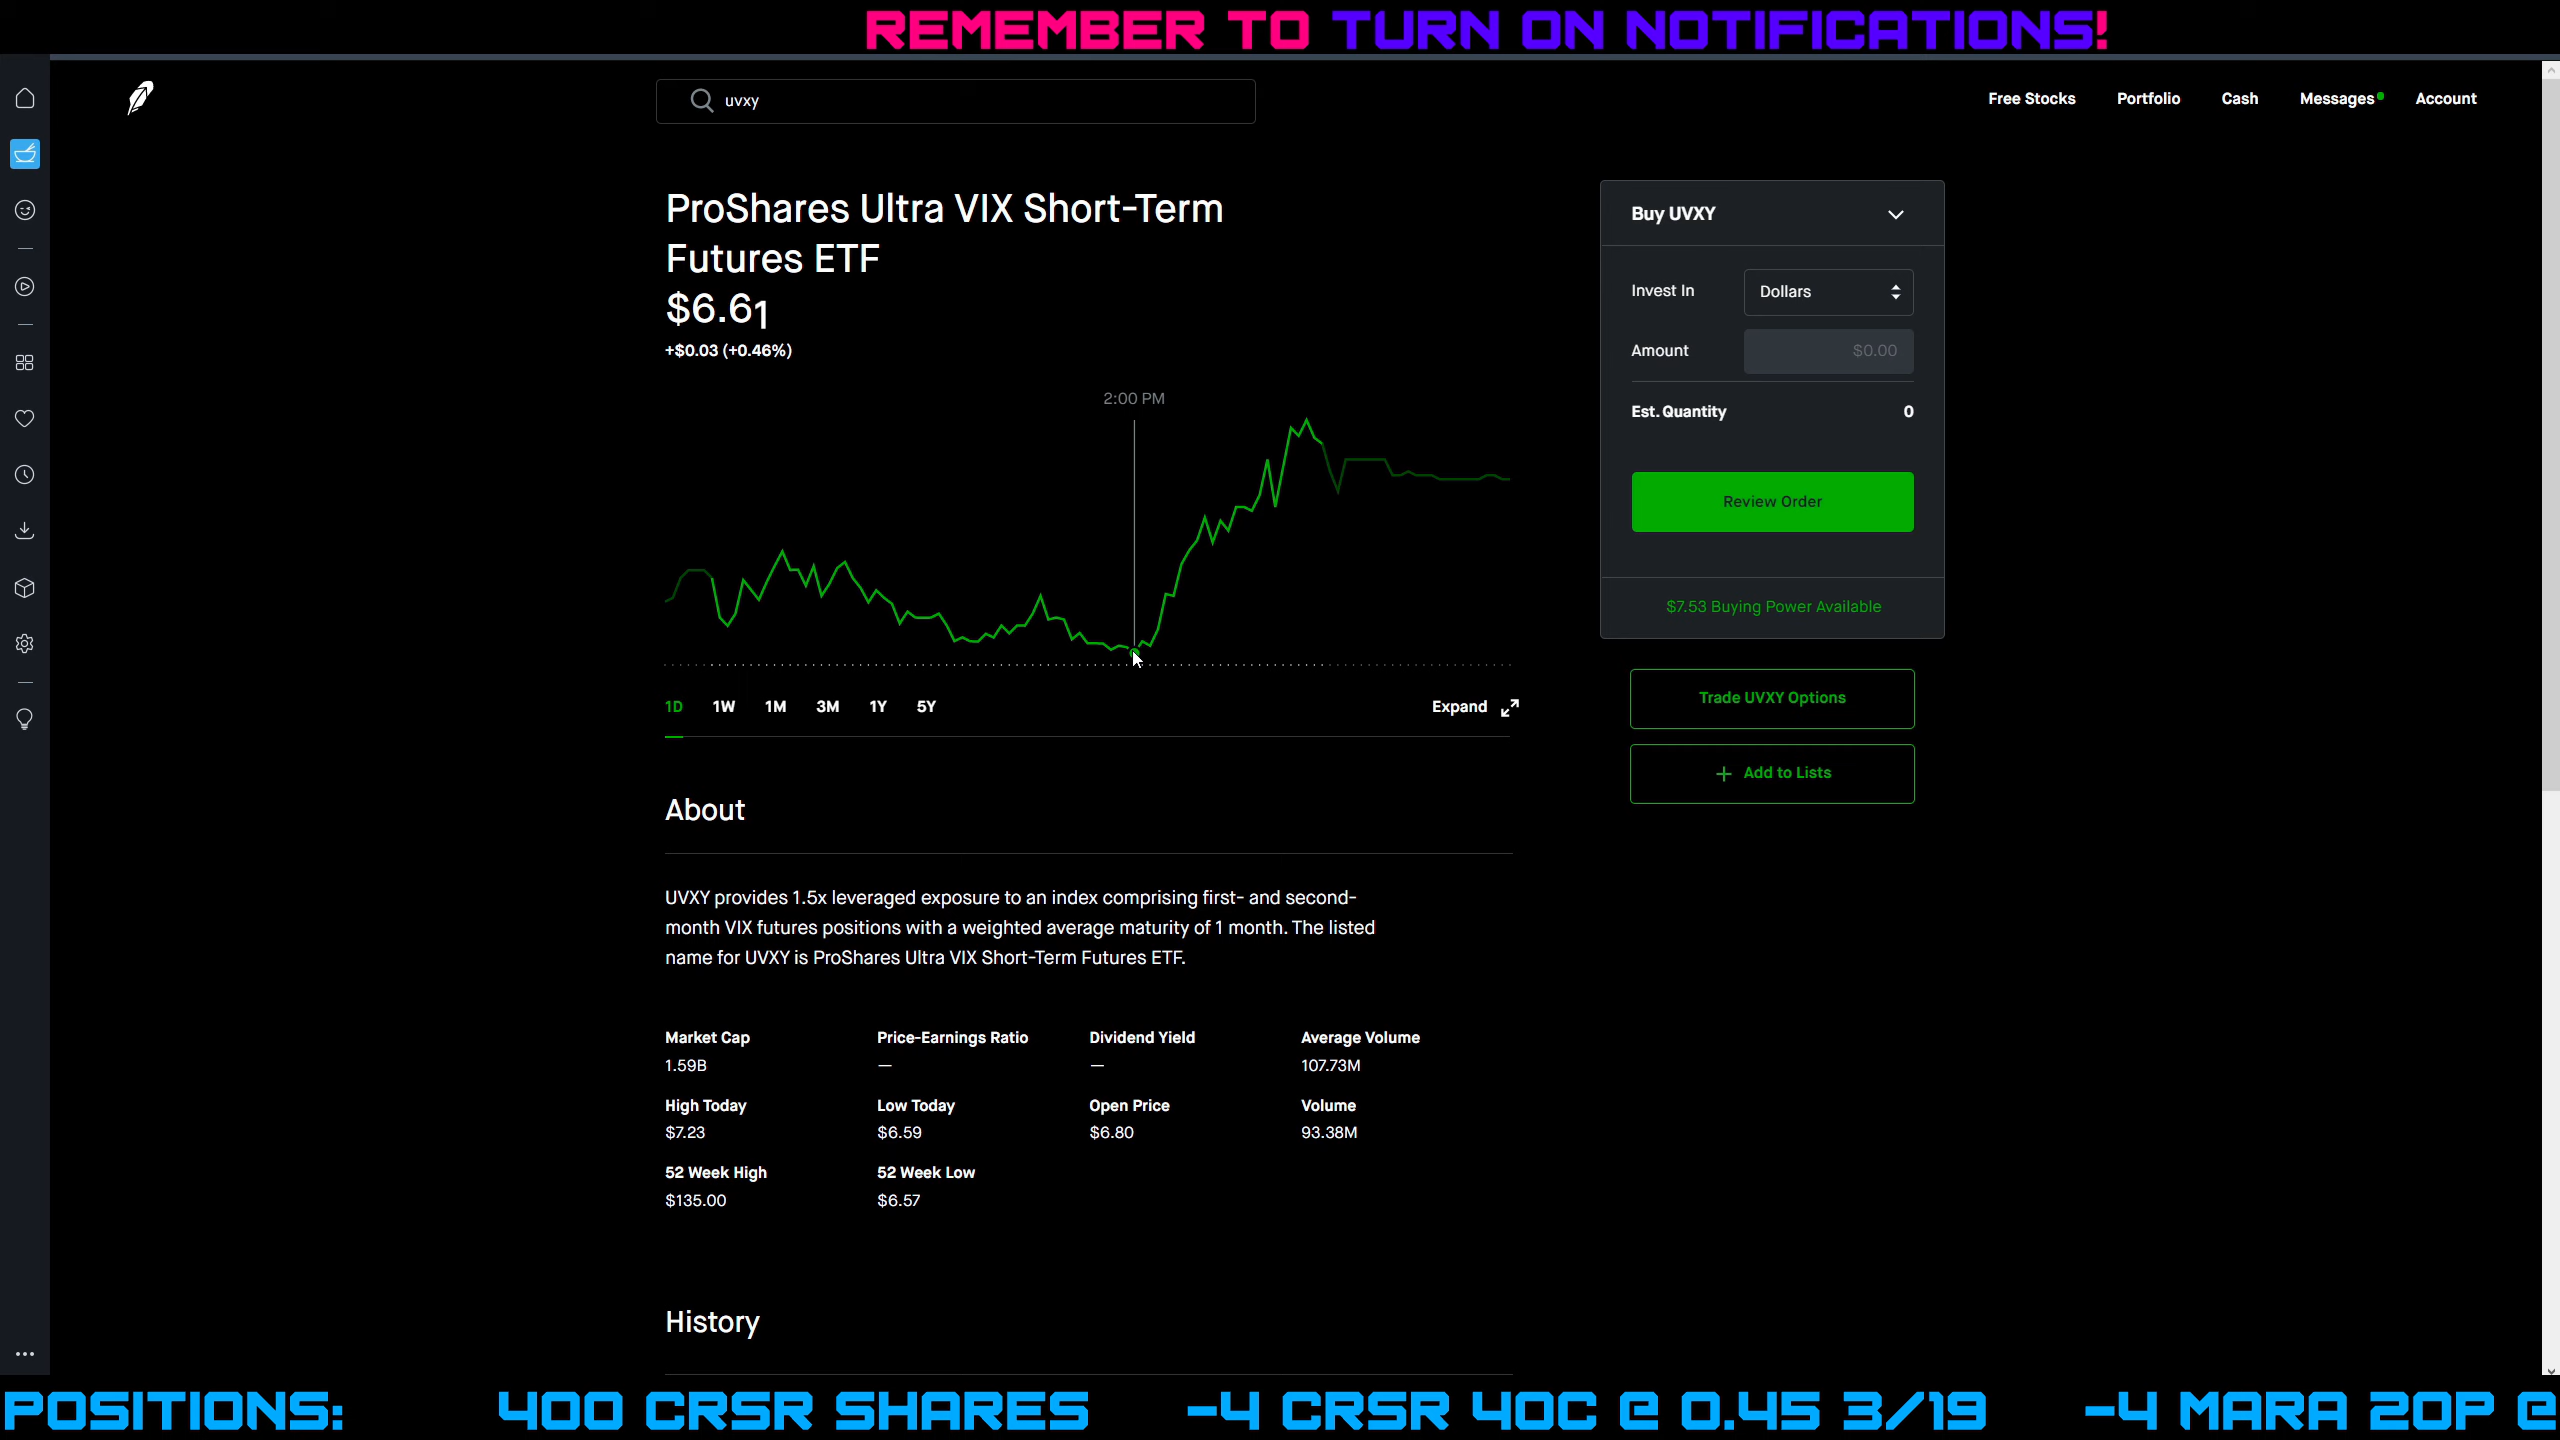 REMEMBER TO TURN ON NOTIFICATIONS!
uvxy
Free Stocks Portfolio Cash Messages Account
ProShares Ultra VIX Short-Term
Futures ETF
$6.61
+$0.03 (+0.46%)
2:00 PM
1D 1W 1M 3M 1Y 5Y Expand
Buy UVXY
Invest In Dollars
Amount $0.00
Est. Quantity 0
Review Order
$7.53 Buying Power Available
Trade UVXY Options
Add to Lists
About
UVXY provides 1.5x leveraged exposure to an index comprising first- and second-
month VIX futures positions with a weighted average maturity of 1 month. The listed
name for UVXY is ProShares Ultra VIX Short-Term Futures ETF.
Market Cap Price-Earnings Ratio Dividend Yield Average Volume
1.59B — — 107.73M
High Today Low Today Open Price Volume
$7.23 $6.59 $6.80 93.38M
52 Week High 52 Week Low
$135.00 $6.57
History
POSITIONS: 400 CRSR SHARES -4 CRSR 40C @ 0.45 3/19 -4 MARA 20P @